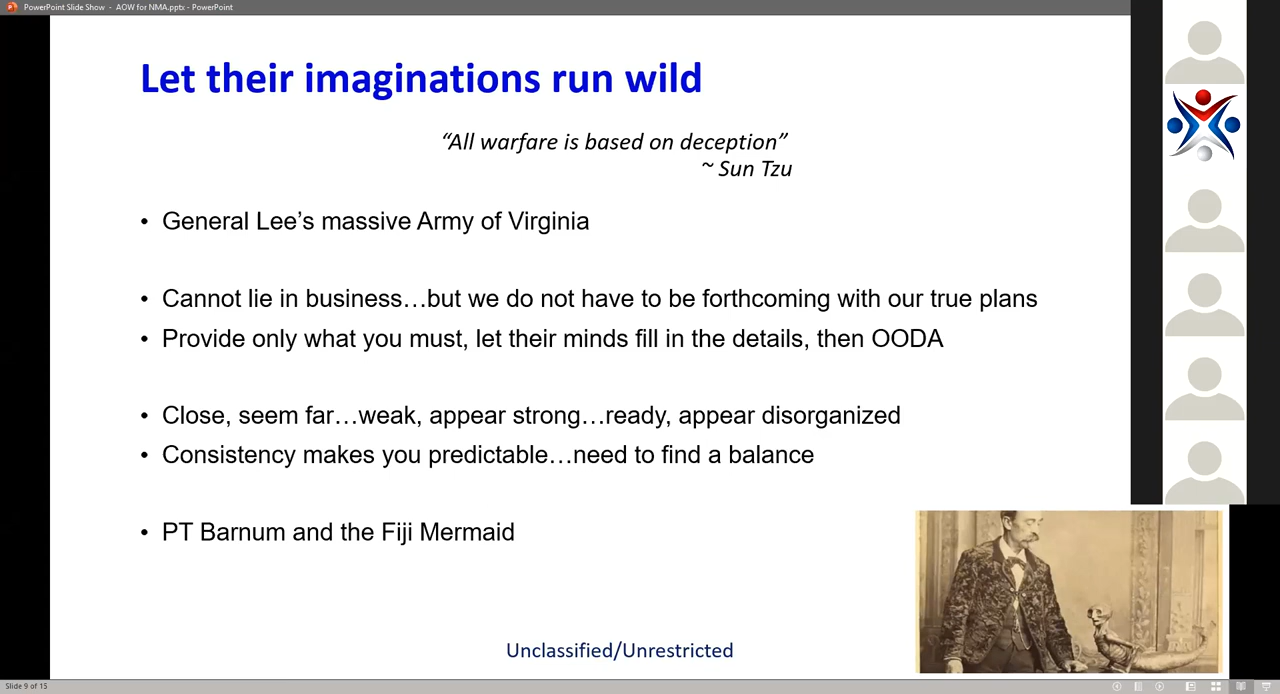 PowerPoint Slide Show - AOW for NMA.pptx - PowerPoint
Let their imaginations run wild
“All warfare is based on deception”
~ Sun Tzu
• General Lee’s massive Army of Virginia
• Cannot lie in business…but we do not have to be forthcoming with our true plans
• Provide only what you must, let their minds fill in the details, then OODA
• Close, seem far…weak, appear strong…ready, appear disorganized
• Consistency makes you predictable…need to find a balance
• PT Barnum and the Fiji Mermaid
Unclassified/Unrestricted
Slide 9 of 15